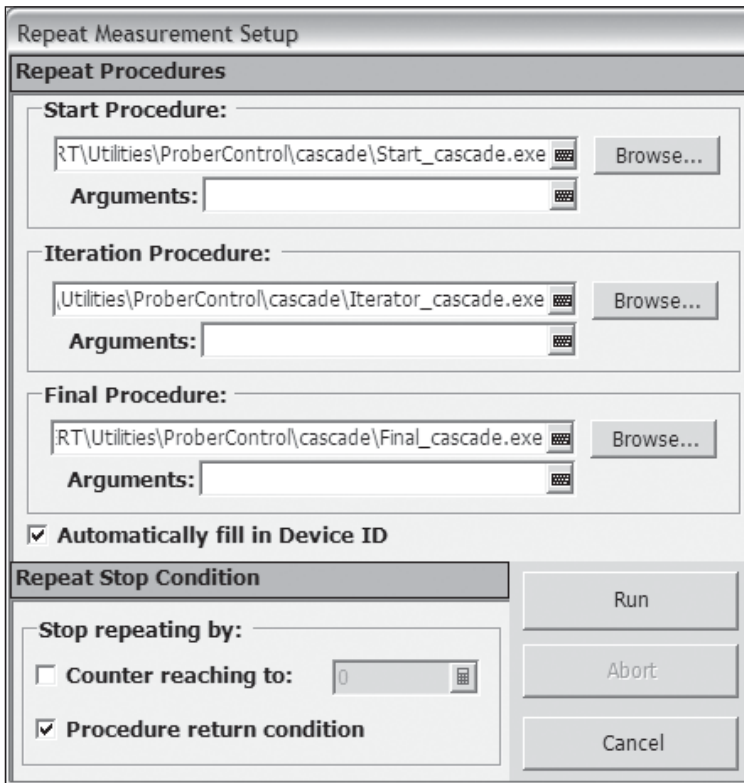 Repeat Measurement Setup
Repeat Procedures
Start Procedure:
RT\Utilities\ProberControl\cascade\Start_cascade.exe
Browse...
Arguments:
Iteration Procedure:
\Utilities\ProberControl\cascade\Iterator_cascade.exe
Browse...
Arguments:
Final Procedure:
RT\Utilities\ProberControl\cascade\Final_cascade.exe
Browse...
Arguments:
Automatically fill in Device ID
Repeat Stop Condition
Run
Stop repeating by:
Counter reaching to:
0
Abort
Procedure return condition
Cancel